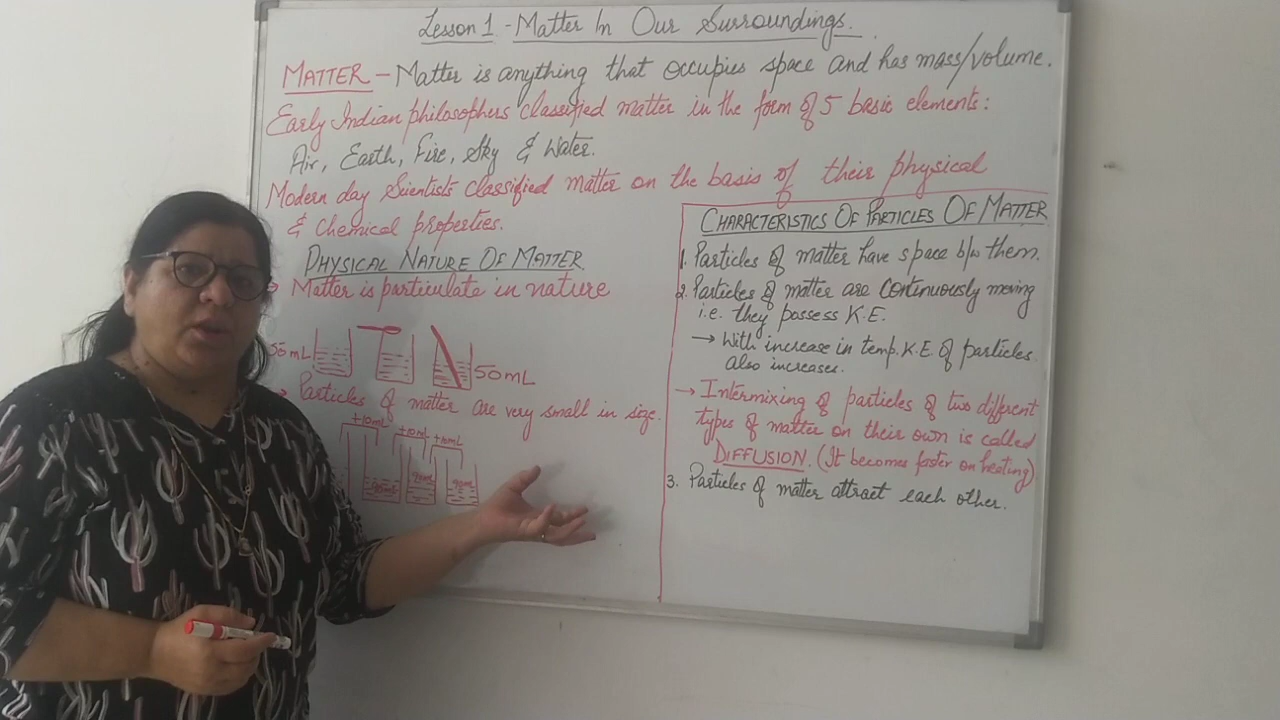 Lesson 1 - Matter In Our Surroundings.
MATTER - Matter is anything that occupies space and has mass/volume.
Early Indian philosophers classified matter in the form of 5 basic elements:
Air, Earth, Fire, Sky & Water.
Modern day Scientists classified matter on the basis of their physical
& Chemical properties.
PHYSICAL NATURE OF MATTER
→ Matter is particulate in nature
50mL
50mL
→ Particles of matter are very small in size.
+10mL
+10mL
+10mL
90mL
90mL
CHARACTERISTICS OF PARTICLES OF MATTER
1. Particles of matter have space b/w them.
2. Particles of matter are continuously moving
i.e. they possess K.E.
→ With increase in temp. K.E. of particles
also increases.
→ Intermixing of particles of two different
types of matter on their own is called
DIFFUSION. (It becomes faster on heating)
3. Particles of matter attract each other.